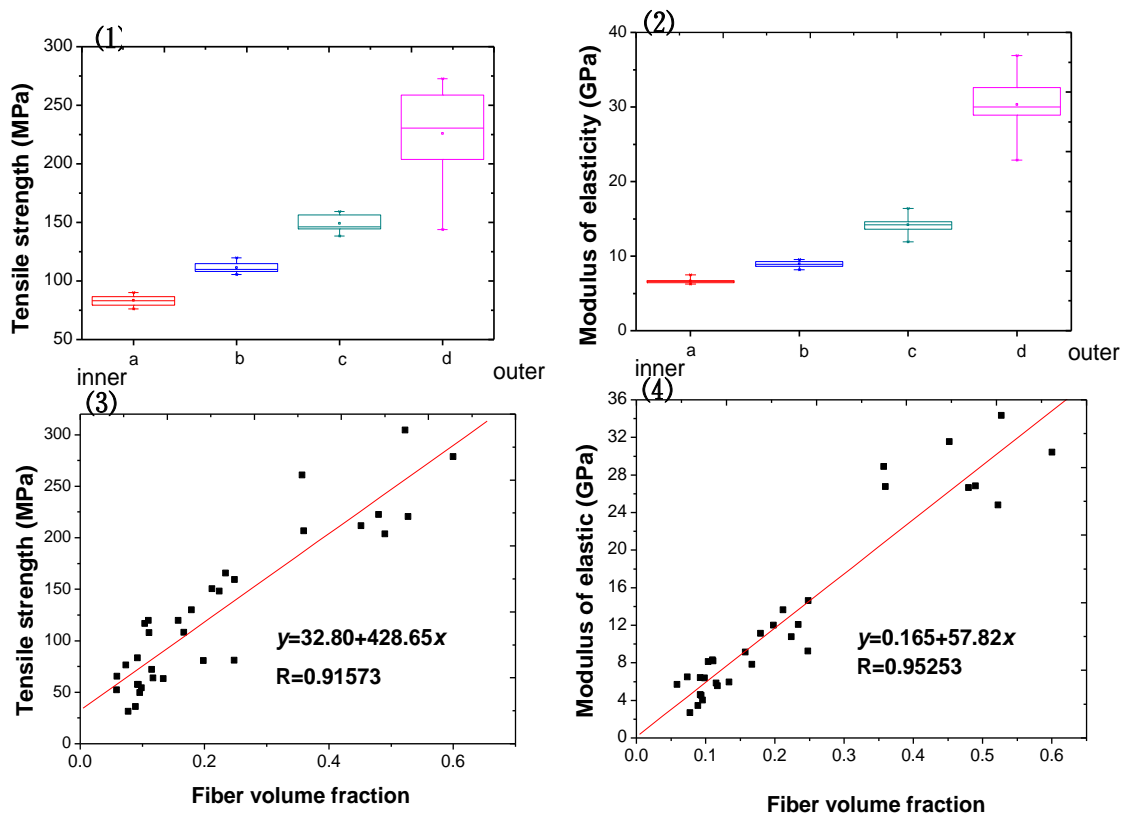 (1)
Tensile strength (MPa)
300
250
200
150
100
50
a
b
c
d
inner
outer
(2)
Modulus of elasticity (GPa)
40
30
20
10
0
a
b
c
d
inner
outer
(3)
Tensile strength (MPa)
300
250
200
150
100
50
0
y=32.80+428.65x
R=0.91573
0.0
0.2
0.4
0.6
Fiber volume fraction
(4)
Modulus of elastic (GPa)
36
32
28
24
20
16
12
8
4
0
y=0.165+57.82x
R=0.95253
0.0
0.1
0.2
0.3
0.4
0.5
0.6
Fiber volume fraction